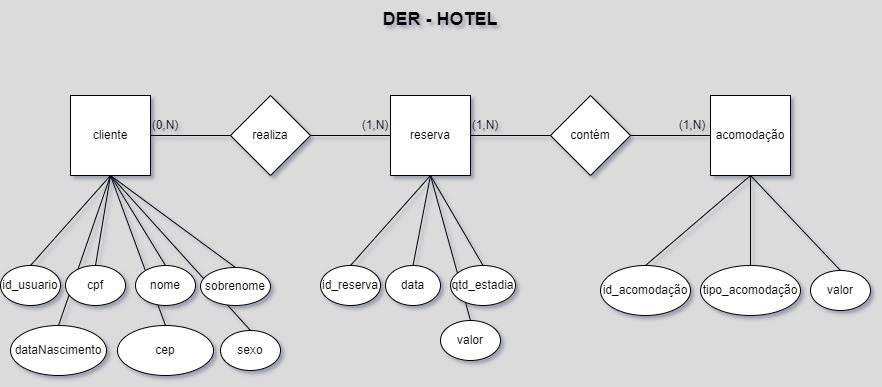 DER - HOTEL
(0,N)
(1,N)
(1,N)
(1,N)
cliente
realiza
reserva
contém
acomodação
id_usuario
cpf
nome
sobrenome
id_reserva
data
qtd_estadia
id_acomodação
tipo_acomodação
valor
dataNascimento
cep
sexo
valor